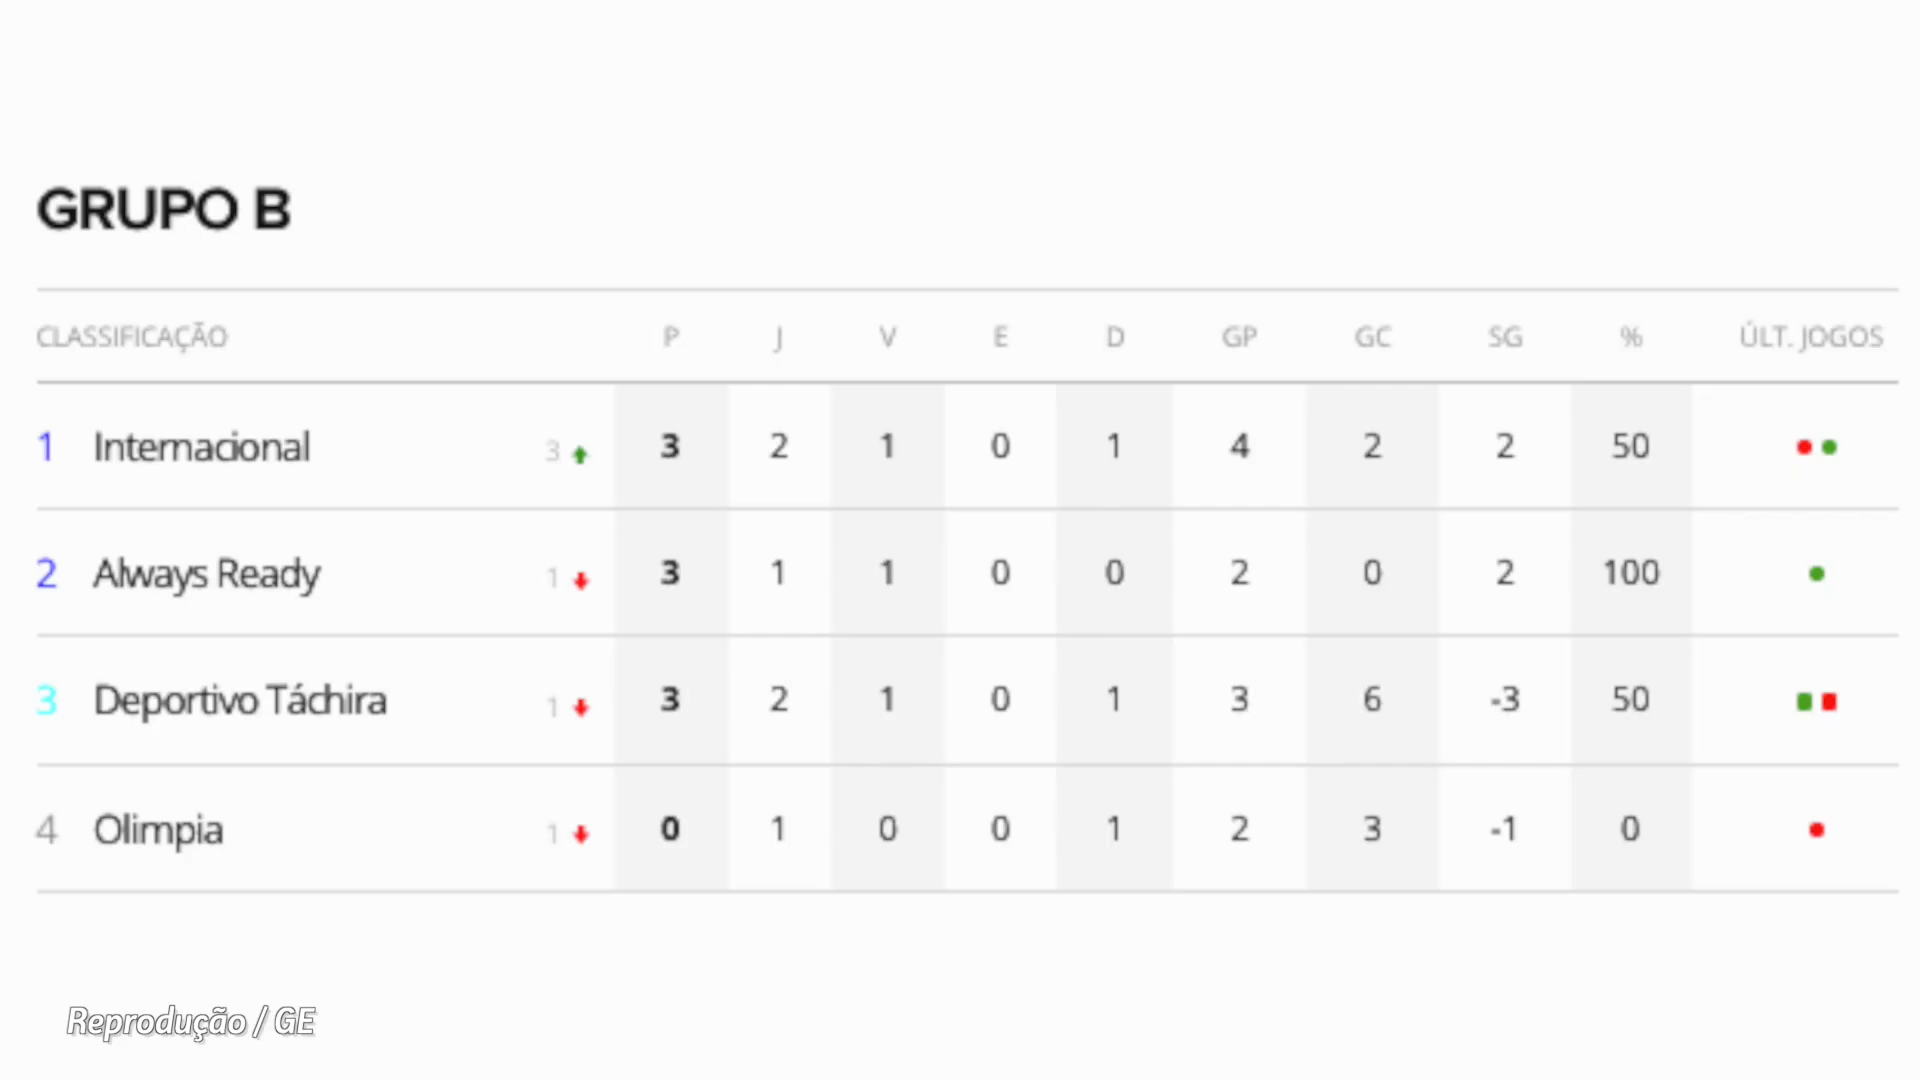 GRUPO B
CLASSIFICAÇÃO P J V E D GP GC SG % ÚLT. JOGOS
1 Internacional 3 3 2 1 0 1 4 2 2 50
2 Always Ready 1 3 1 1 0 0 2 0 2 100
3 Deportivo Táchira 1 3 2 1 0 1 3 6 -3 50
4 Olimpia 1 0 1 0 0 1 2 3 -1 0
Reprodução / GE